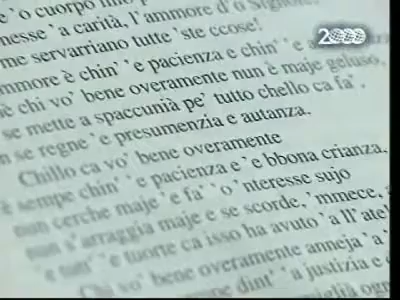 2000
'o cuorpo
nesse 'a carità, l'ammore d'o Signore
me servarriano tutte 'ste ccose!
mmore è chin' 'e pacienza e chin' 'e
è chi vo' bene overamente nun è maje geluso,
se mette a spaccunià pe' tutto chello ca fa',
n se regne 'e presumenzia e autanza.
Chillo ca vo' bene overamente
è sempe chin' 'e pacienza e 'e bbona crianza,
nun cerche maje 'e fa' 'o 'nteresse sujo
nun s'arraggia maje e se scorde, 'mmece,
'e tutt' 'e tuorte ca isso ha avuto 'a ll'ate
Chi vo' bene overamente anneja 'a
dint' 'a justizia e